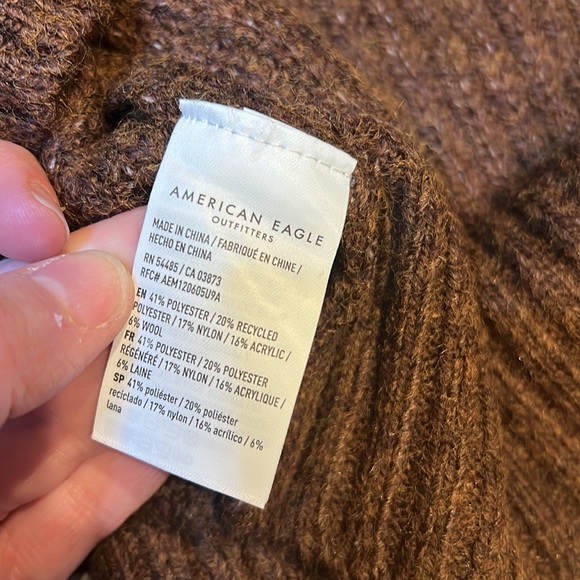 AMERICAN EAGLE
OUTFITTERS
MADE IN CHINA / FABRIQUÉ EN CHINE /
HECHO EN CHINA
RN 54485 / CA 03873
RFC# AEM120605U9A
EN 41% POLYESTER / 20% RECYCLED
POLYESTER / 17% NYLON / 16% ACRYLIC /
6% WOOL
FR 41% POLYESTER / 20% POLYESTER
RÉGÉNÉRÉ / 17% NYLON / 16% ACRYLIQUE /
6% LAINE
SP 41% poliéster / 20% poliéster
reciclado / 17% nylon / 16% acrílico / 6%
lana